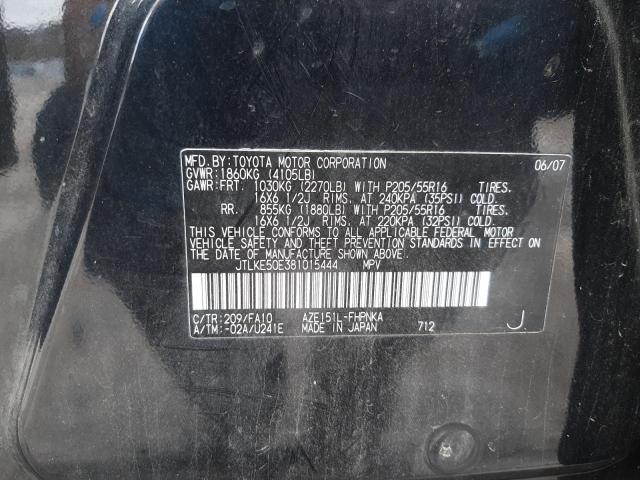 MFD.BY:TOYOTA MOTOR CORPORATION 06/07
GVWR:1860KG (4105LB)
GAWR:FRT. 1030KG (2270LB) WITH P205/55R16 TIRES,
16X6 1/2J RIMS, AT 240KPA (35PSI) COLD.
RR. 855KG (1880LB) WITH P205/55R16 TIRES,
16X6 1/2J RIMS, AT 220KPA (32PSI) COLD.
THIS VEHICLE CONFORMS TO ALL APPLICABLE FEDERAL MOTOR
VEHICLE SAFETY AND THEFT PREVENTION STANDARDS IN EFFECT ON
THE DATE OF MANUFACTURE SHOWN ABOVE.
JTLKE50E381015444 MPV
C/TR:209/FA10 AZE151L-FHPNKA
A/TM:-02A/U241E MADE IN JAPAN 712 J